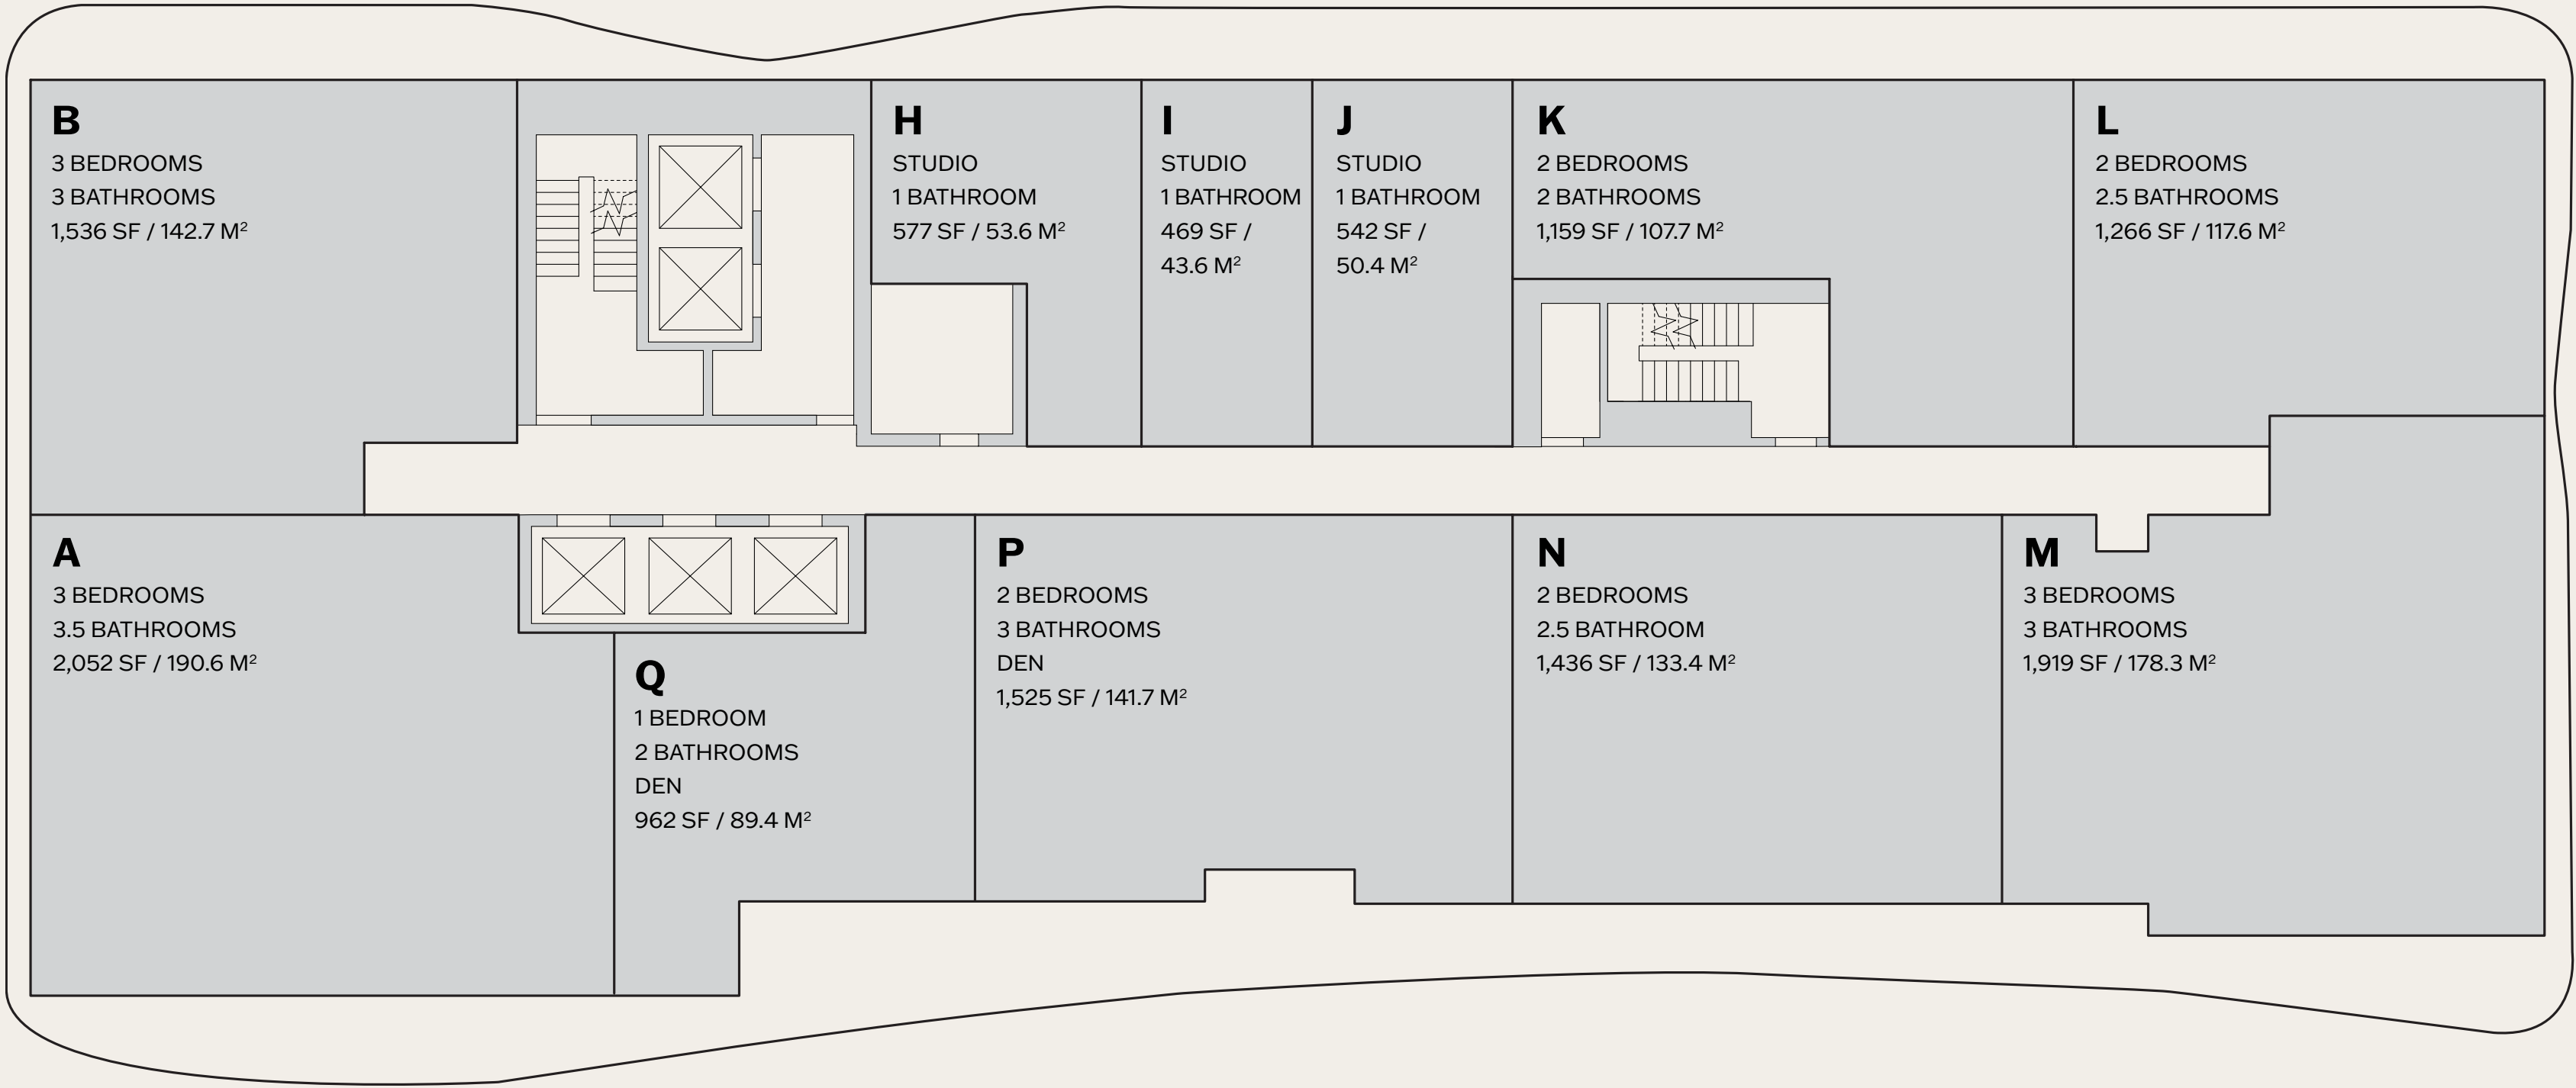 B
3 BEDROOMS
3 BATHROOMS
1,536 SF / 142.7 M²
H
STUDIO
1 BATHROOM
577 SF / 53.6 M²
I
STUDIO
1 BATHROOM
469 SF /
43.6 M²
J
STUDIO
1 BATHROOM
542 SF /
50.4 M²
K
2 BEDROOMS
2 BATHROOMS
1,159 SF / 107.7 M²
L
2 BEDROOMS
2.5 BATHROOMS
1,266 SF / 117.6 M²
A
3 BEDROOMS
3.5 BATHROOMS
2,052 SF / 190.6 M²
Q
1 BEDROOM
2 BATHROOMS
DEN
962 SF / 89.4 M²
P
2 BEDROOMS
3 BATHROOMS
DEN
1,525 SF / 141.7 M²
N
2 BEDROOMS
2.5 BATHROOM
1,436 SF / 133.4 M²
M
3 BEDROOMS
3 BATHROOMS
1,919 SF / 178.3 M²